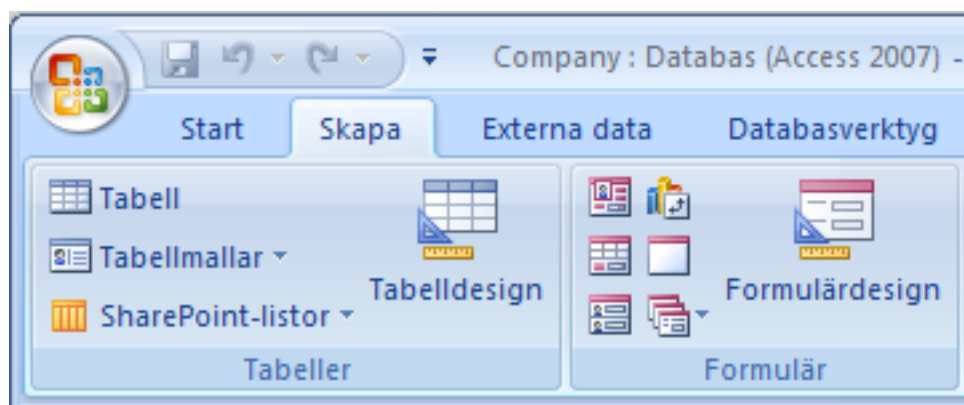 Company : Databas (Access 2007) -
Start Skapa Externa data Databasverktyg
Tabell
Tabellmallar
SharePoint-listor
Tabelldesign
Tabeller
Formulärdesign
Formulär